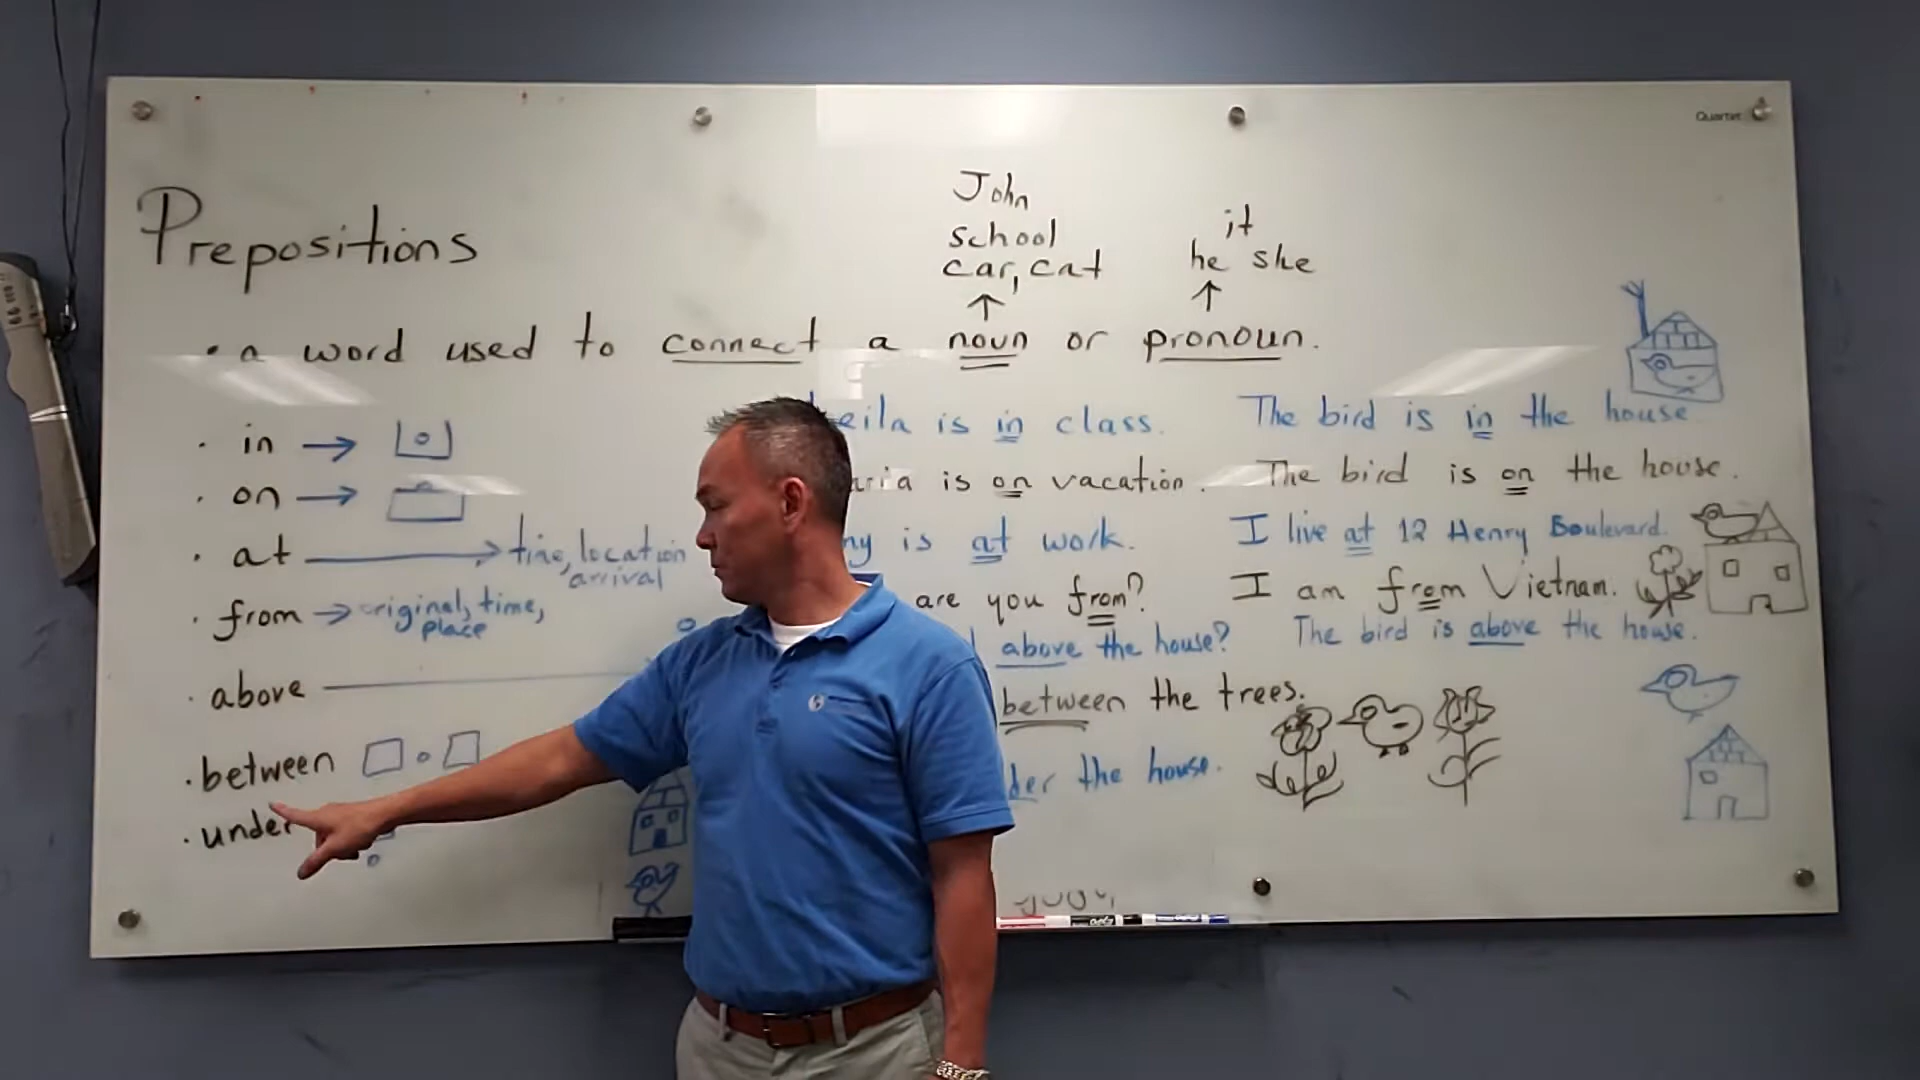 Quartet
John
school
car, cat
it
he she
Prepositions
• a word used to connect a noun or pronoun.
• in →
is in class.
The bird is in the house
• on →
is on vacation.
The bird is on the house.
• at → time, location
arrival
is at work.
I live at 12 Henry Boulevard.
• from → original, time,
place
are you from?
I am from Vietnam.
• above
above the house?
The bird is above the house.
• between
between the trees.
• under
the house.